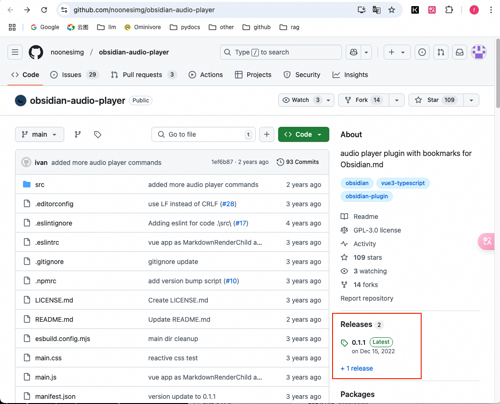 github.com/noonesimg/obsidian-audio-player
Google
云图
llm
Ominivore
pydocs
other
github
rag
noonesimg / obsidian-audio-player
Type / to search
Code
Issues 29
Pull requests 3
Actions
Projects
Security
Insights
obsidian-audio-player Public
Watch 3
Fork 14
Star 109
main
Go to file t
Code
ivan added more audio player commands 1ef6b87 · 2 years ago 93 Commits
src added more audio player commands 2 years ago
.editorconfig use LF instead of CRLF (#28) 3 years ago
.eslintignore Adding eslint for code .\src\ (#17) 4 years ago
.eslintrc vue app as MarkdownRenderChild a... 3 years ago
.gitignore gitignore update 3 years ago
.npmrc add version bump script (#10) 3 years ago
LICENSE.md Create LICENSE.md 3 years ago
README.md Update README.md 3 years ago
esbuild.config.mjs main dir cleanup 3 years ago
main.css reactive css test 3 years ago
main.js vue app as MarkdownRenderChild a... 3 years ago
manifest.json version update to 0.1.1 3 years ago
About
audio player plugin with bookmarks for
Obsidian.md
obsidian
vue3-typescript
obsidian-plugin
Readme
GPL-3.0 license
Activity
109 stars
3 watching
14 forks
Report repository
Releases 2
0.1.1 Latest
on Dec 15, 2022
+ 1 release
Packages